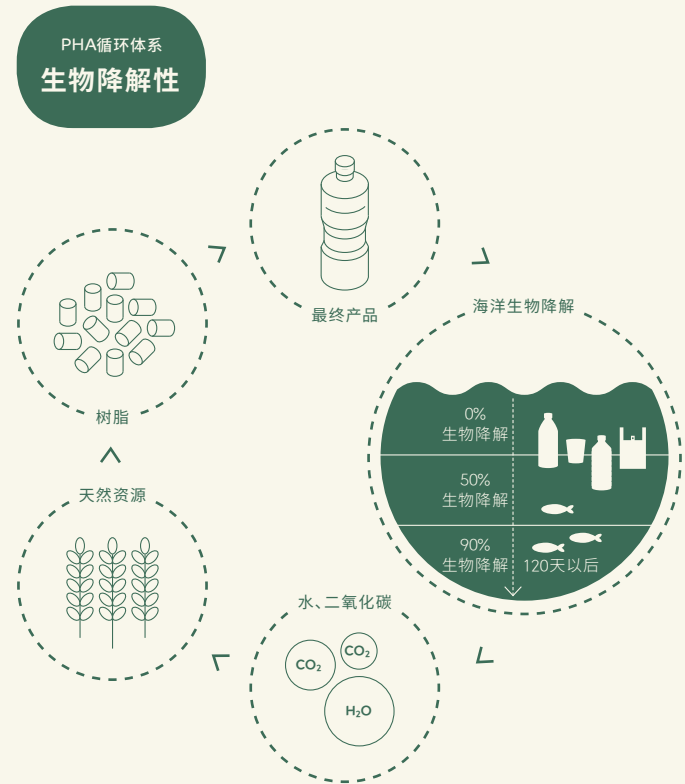 PHA循环体系
生物降解性
最终产品
海洋生物降解
0%
生物降解
50%
生物降解
90%
生物降解
120天以后
水、二氧化碳
CO₂
CO₂
H₂O
天然资源
树脂